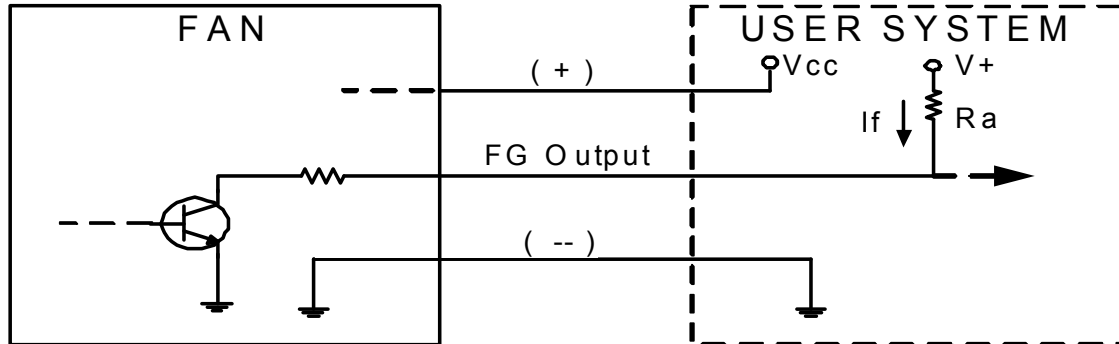 FAN
USER SYSTEM
( + )
Vcc
V+
If
Ra
FG Output
( -- )